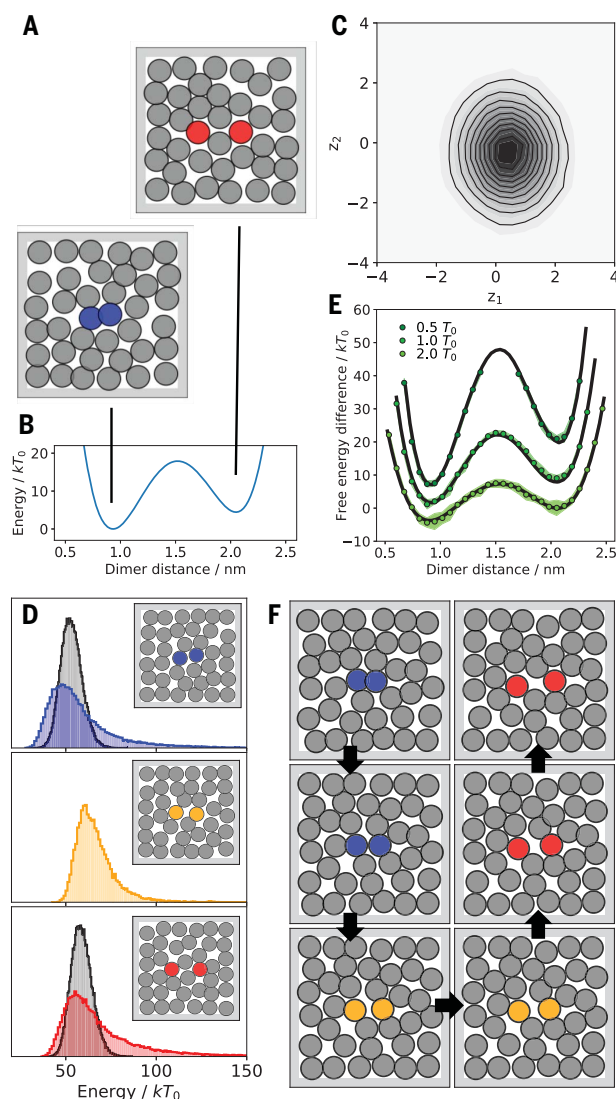 A
B
Energy / kT₀
20
10
0
0.5 1.0 1.5 2.0 2.5
Dimer distance / nm
C
z₂
4
2
0
−2
−4
−4 −2 0 2 4
z₁
E
Free energy difference / kT₀
60
50
40
30
20
10
0
−10
0.5 T₀
1.0 T₀
2.0 T₀
0.5 1.0 1.5 2.0 2.5
Dimer distance / nm
D
50 100 150
Energy / kT₀
F